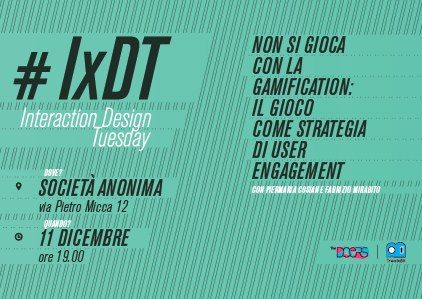 # IxDT
Interaction Design
Tuesday
DOVE?
SOCIETÀ ANONIMA
via Pietro Micca 12
QUANDO?
11 DICEMBRE
ore 19.00
NON SI GIOCA
CON LA
GAMIFICATION:
IL GIOCO
COME STRATEGIA
DI USER
ENGAGEMENT
CON PIERMARIA COSINA E FABRIZIO MIRABITO
The